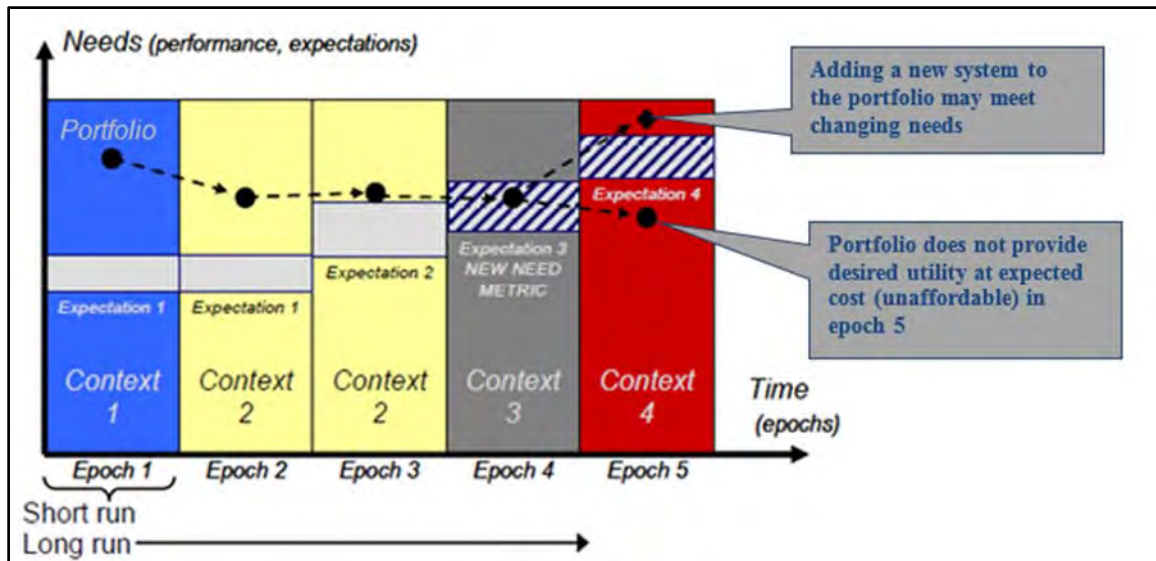 Needs (performance, expectations)
Adding a new system to
the portfolio may meet
changing needs
Portfolio
Expectation 4
Portfolio does not provide
desired utility at expected
cost (unaffordable) in
epoch 5
Expectation 3
NEW NEED
METRIC
Expectation 2
Expectation 1
Expectation 1
Context
1
Context
2
Context
2
Context
3
Context
4
Time
(epochs)
Epoch 1
Epoch 2
Epoch 3
Epoch 4
Epoch 5
Short run
Long run